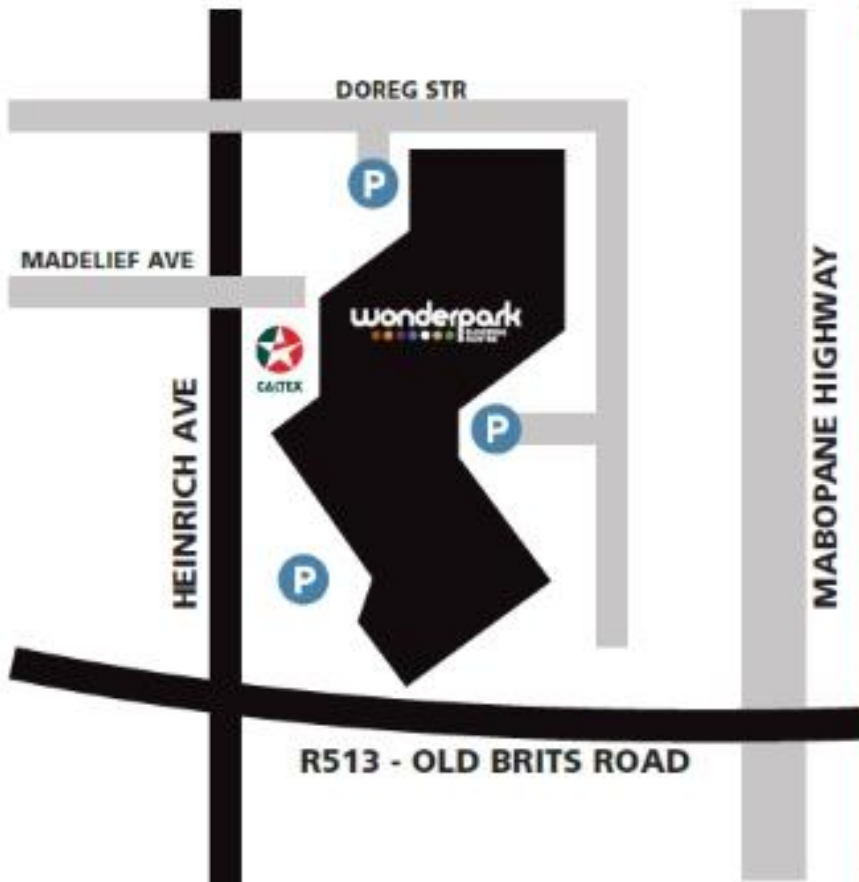 DOREG STR
P
MADELIEF AVE
wonderpark
CALTEX
P
HEINRICH AVE
MABOPANE HIGHWAY
P
R513 - OLD BRITS ROAD